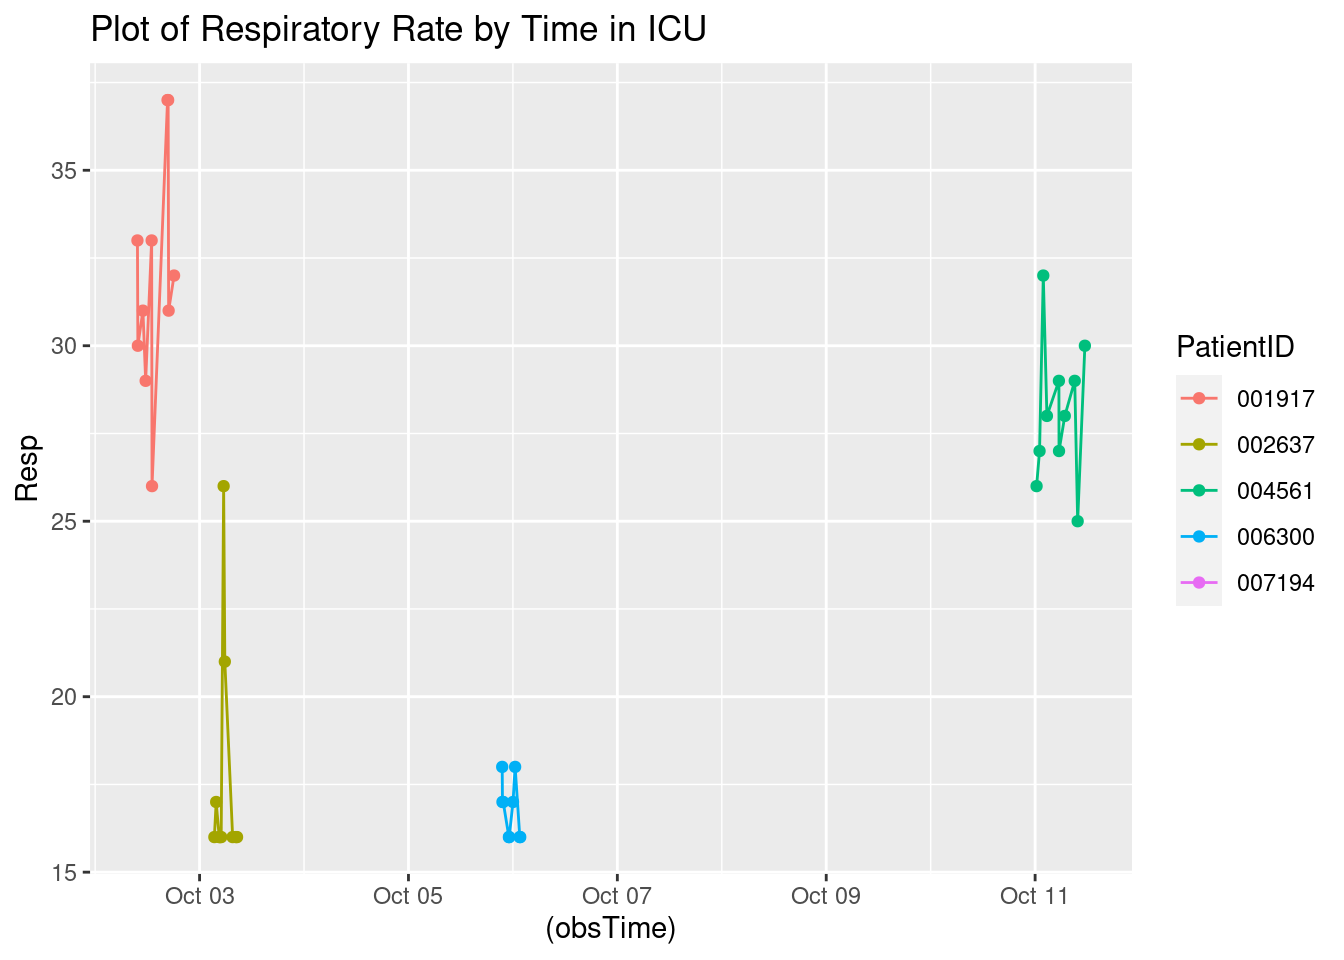 Plot of Respiratory Rate by Time in ICU
Resp
35
30
25
20
15
Oct 03
Oct 05
Oct 07
Oct 09
Oct 11
(obsTime)
PatientID
001917
002637
004561
006300
007194